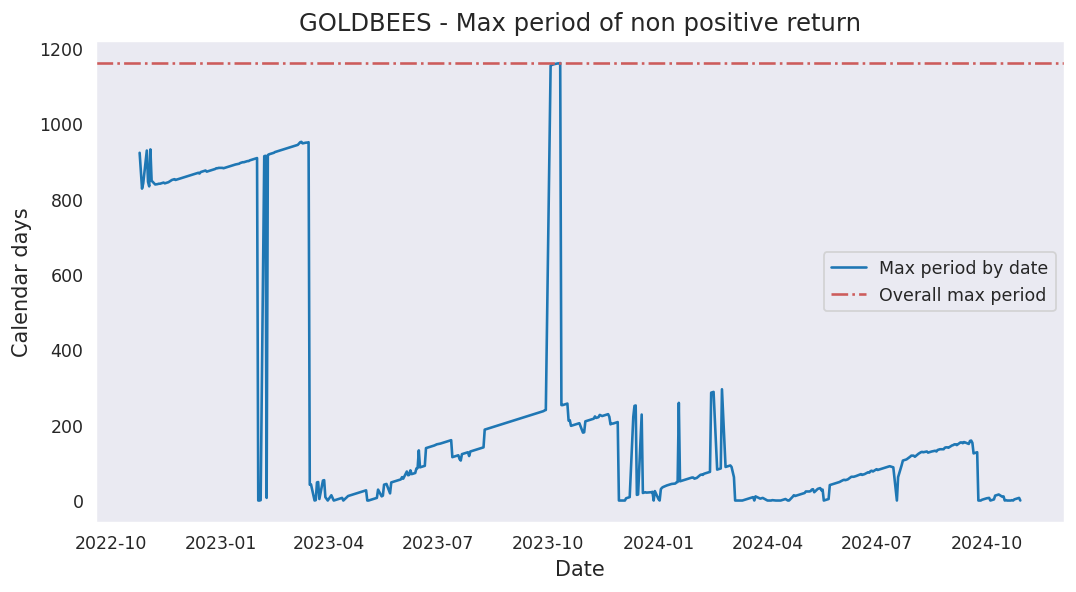 GOLDBEES - Max period of non positive return
1200
1000
800
600
400
200
0
Calendar days
Max period by date
Overall max period
2022-10 2023-01 2023-04 2023-07 2023-10 2024-01 2024-04 2024-07 2024-10
Date